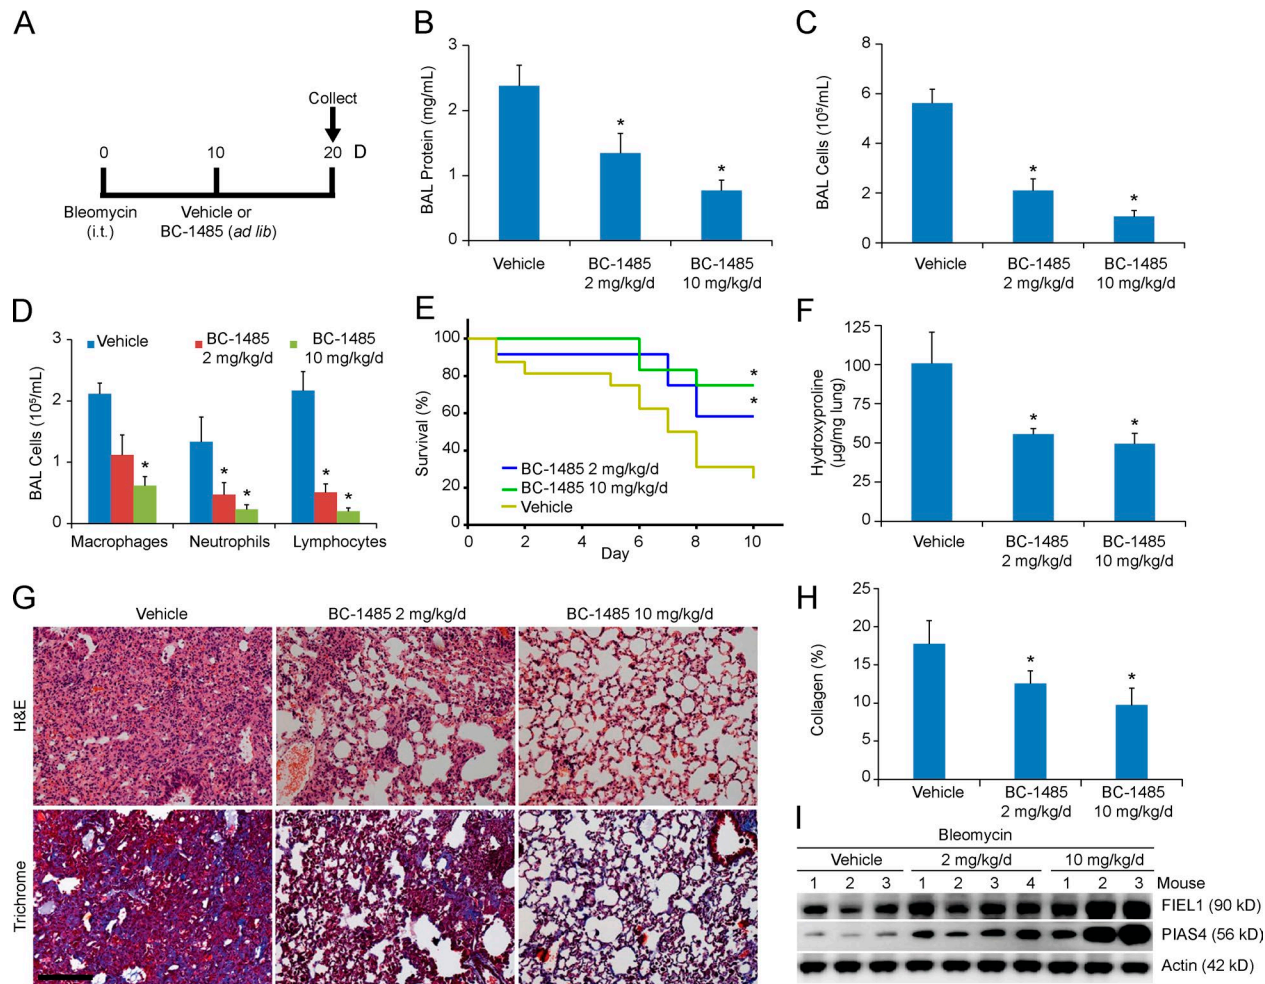 A
Collect
0
10
20
D
Bleomycin
(i.t.)
Vehicle or
BC-1485 (ad lib)
B
BAL Protein (mg/mL)
3
2
1
0
Vehicle
BC-1485
2 mg/kg/d
BC-1485
10 mg/kg/d
C
BAL Cells (10⁵/mL)
8
6
4
2
0
*
*
*
*
Vehicle
BC-1485
2 mg/kg/d
BC-1485
10 mg/kg/d
D
BAL Cells (10⁵/mL)
3
2
1
0
Vehicle
BC-1485
2 mg/kg/d
BC-1485
10 mg/kg/d
*
*
*
*
*
Macrophages
Neutrophils
Lymphocytes
E
Survival (%)
100
80
60
40
20
0
*
*
BC-1485 2 mg/kg/d
BC-1485 10 mg/kg/d
Vehicle
0
2
4
6
8
10
Day
F
Hydroxyproline
(µg/mg lung)
125
100
75
50
25
0
*
*
Vehicle
BC-1485
2 mg/kg/d
BC-1485
10 mg/kg/d
G
Vehicle
BC-1485 2 mg/kg/d
BC-1485 10 mg/kg/d
H&E
Trichrome
H
Collagen (%)
25
20
15
10
5
0
*
*
Vehicle
BC-1485
2 mg/kg/d
BC-1485
10 mg/kg/d
I
Bleomycin
Vehicle
2 mg/kg/d
10 mg/kg/d
1 2 3 1 2 3 4 1 2 3 Mouse
FIEL1 (90 kD)
PIAS4 (56 kD)
Actin (42 kD)